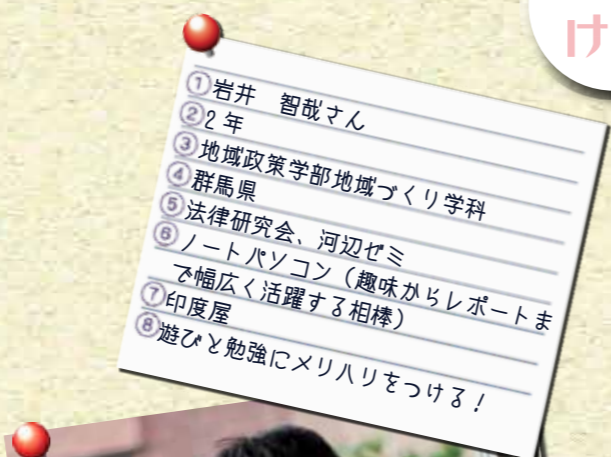 け
①岩井　智哉さん
②2年
③地域政策学部地域づくり学科
④群馬県
⑤法律研究会、河辺ゼミ
⑥ノートパソコン（趣味からレポートま
で幅広く活躍する相棒）
⑦印度屋
⑧遊びと勉強にメリハリをつける！